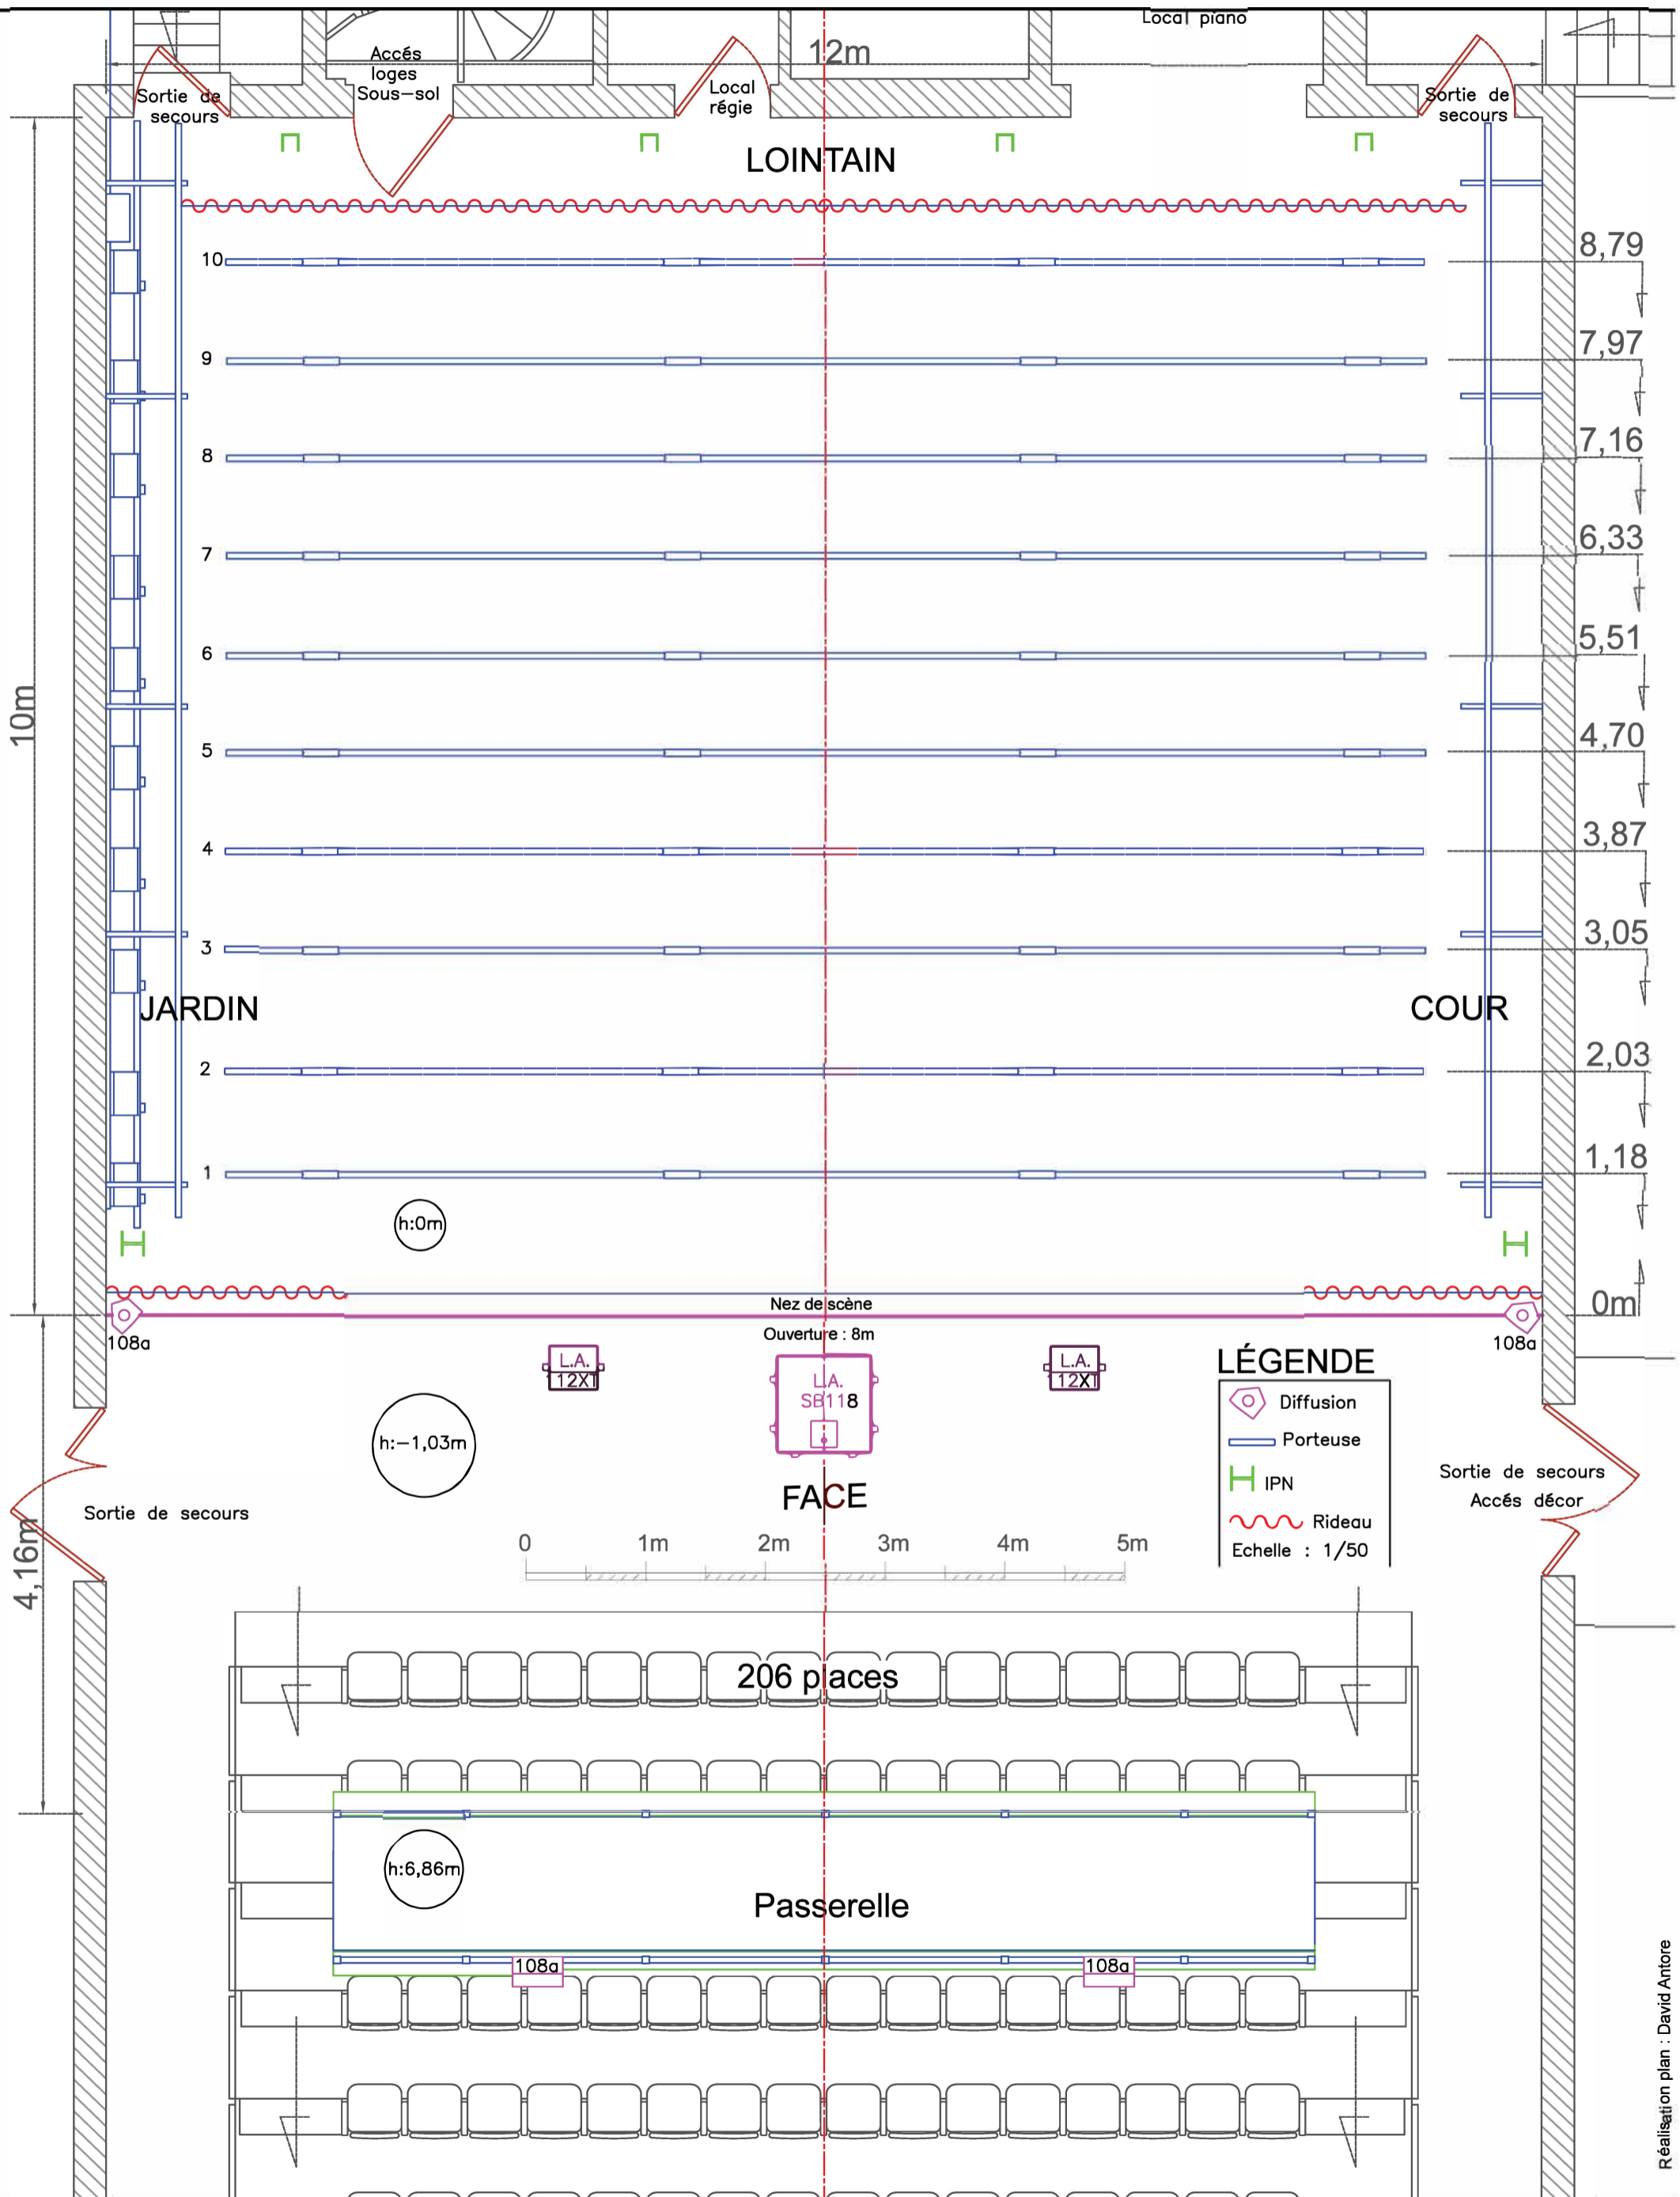 Local piano
12m
Accés
loges
Sous-sol
Sortie de
secours
Local
régie
Sortie de
secours
LOINTAIN
10
8,79
9
7,97
8
7,16
7
6,33
6
5,51
10m
5
4,70
4
3,87
3
3,05
JARDIN
COUR
2
2,03
1
1,18
h:0m
Nez de scène
0m
Ouverture : 8m
108a
108a
L.A.
12XT
L.A.
12XT
L.A.
SB118
LÉGENDE
Diffusion
Porteuse
IPN
Rideau
Echelle : 1/50
h:-1,03m
FACE
Sortie de secours
Sortie de secours
Accés décor
4,16m
0 1m 2m 3m 4m 5m
206 places
h:6,86m
Passerelle
108a
108a
Réalisation plan : David Antore